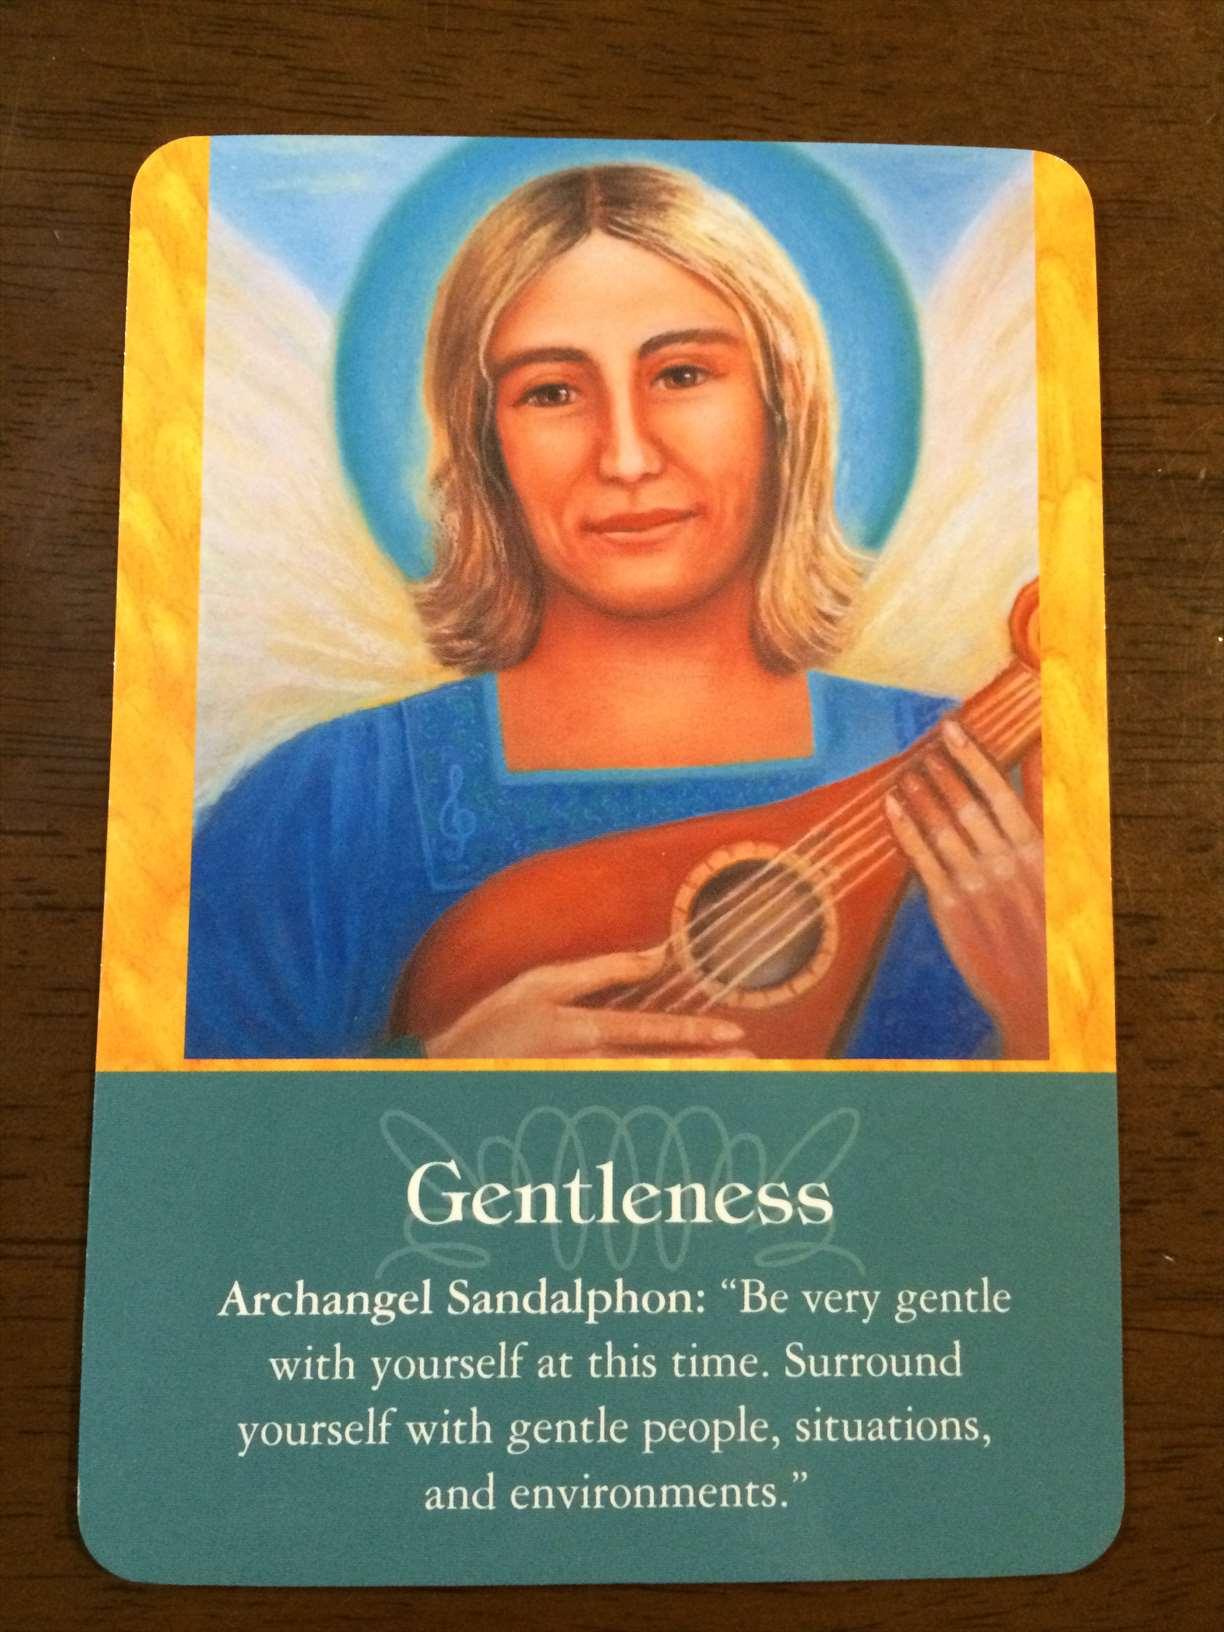 Gentleness
Archangel Sandalphon: “Be very gentle
with yourself at this time. Surround
yourself with gentle people, situations,
and environments.”